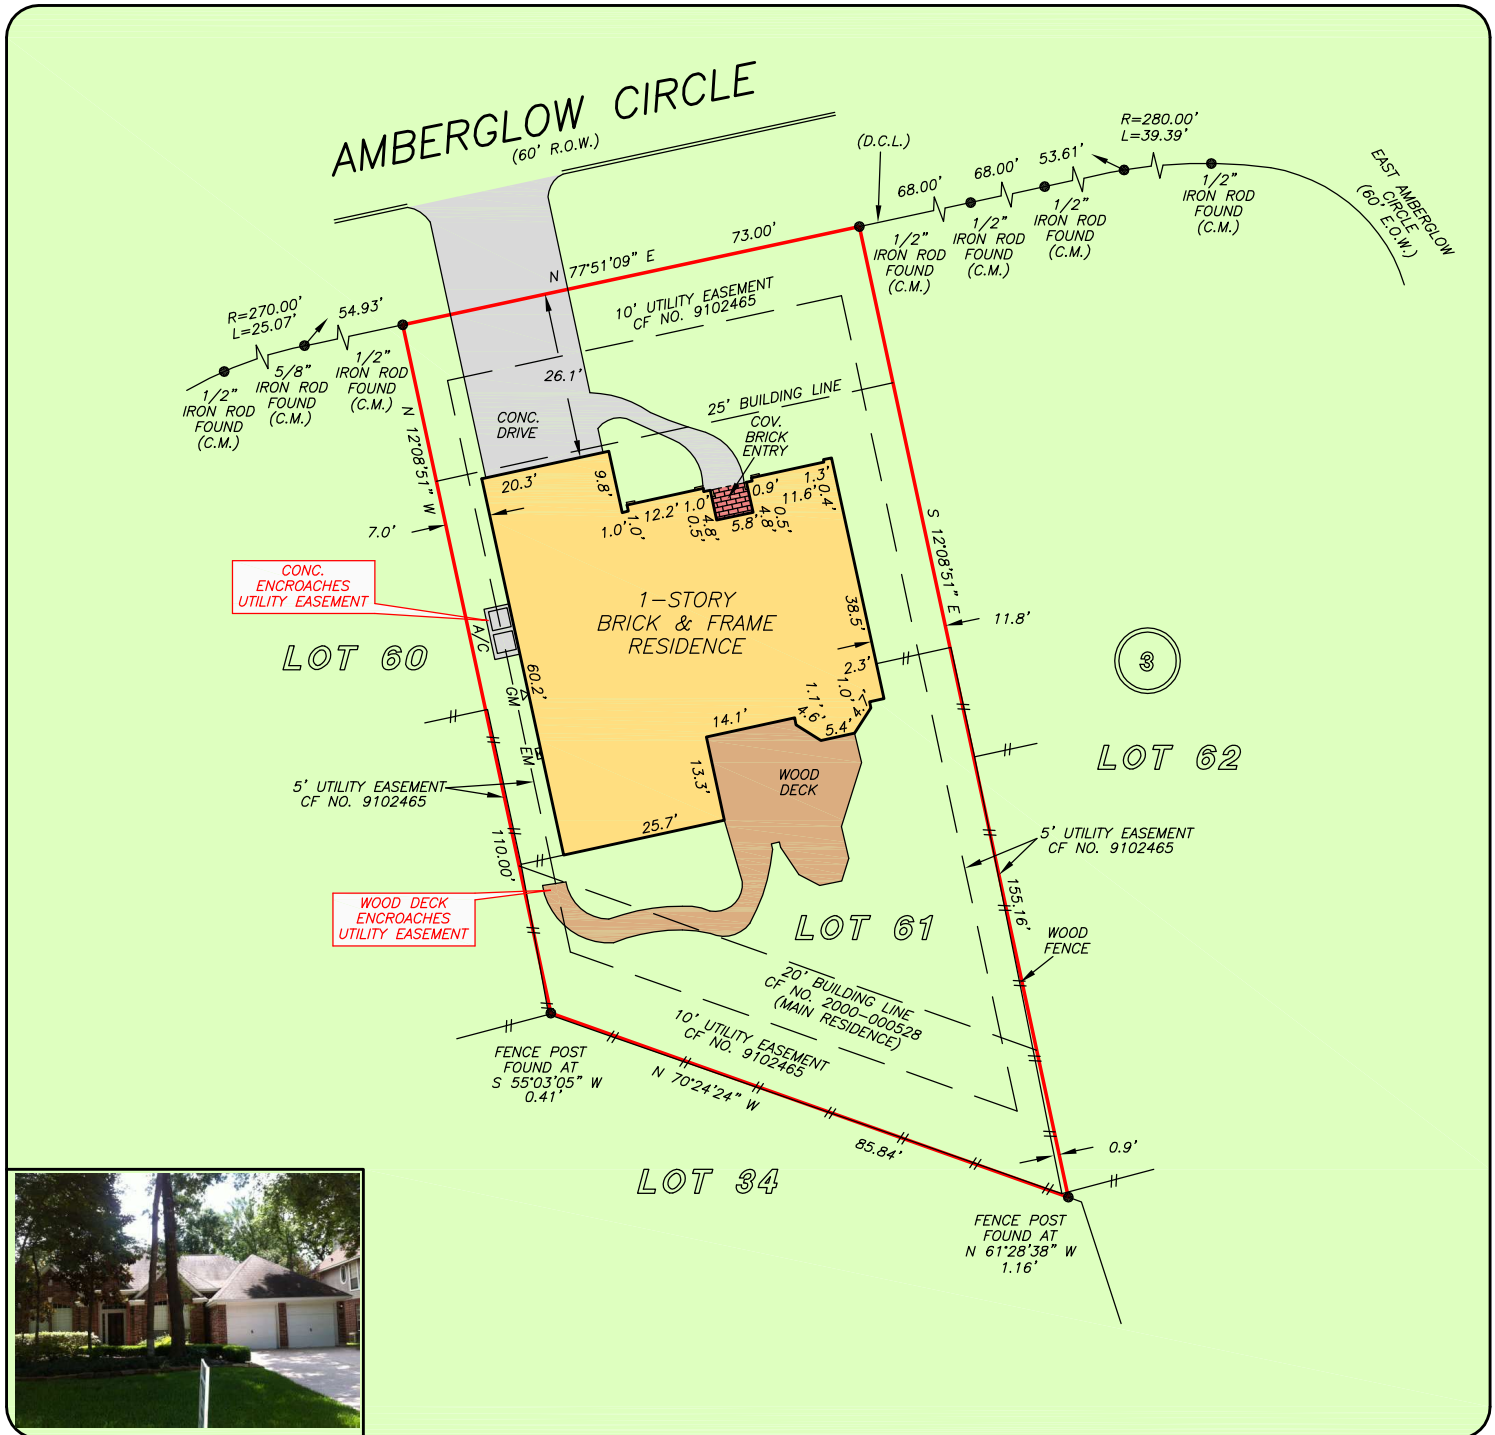 AMBERGLOW CIRCLE
(60' R.O.W.)
(D.C.L.)
R=280.00'
L=39.39'
68.00'
68.00'
53.61'
EAST AMBERGLOW
CIRCLE
(60' E.O.W.)
1/2"
IRON ROD
FOUND
(C.M.)
1/2"
IRON ROD
FOUND
(C.M.)
1/2"
IRON ROD
FOUND
(C.M.)
1/2"
IRON ROD
FOUND
(C.M.)
73.00'
N 77°51'09" E
R=270.00'
L=25.07'
54.93'
1/2"
IRON ROD
FOUND
(C.M.)
5/8"
IRON ROD
FOUND
(C.M.)
1/2"
IRON ROD
FOUND
(C.M.)
10' UTILITY EASEMENT
CF NO. 9102465
26.1'
25' BUILDING LINE
CONC.
DRIVE
COV.
BRICK
ENTRY
N 12°08'51" W
20.3'
9.8'
1.0'
1.0'
12.2'
1.0'
0.5'
4.8'
5.8'
4.8'
0.5'
0.9'
11.6'
1.3'
0.4'
7.0'
S 12°08'51" E
CONC.
ENCROACHES
UTILITY EASEMENT
A/C
1-STORY
BRICK & FRAME
RESIDENCE
38.5'
11.8'
LOT 60
3
60.2'
GM
EM
2.3'
1.0'
4.7'
5.4'
4.6'
1.1'
14.1'
13.3'
25.7'
WOOD
DECK
LOT 62
5' UTILITY EASEMENT
CF NO. 9102465
110.00'
5' UTILITY EASEMENT
CF NO. 9102465
155.16'
WOOD DECK
ENCROACHES
UTILITY EASEMENT
LOT 61
WOOD
FENCE
20' BUILDING LINE
CF NO. 2000-000528
(MAIN RESIDENCE)
10' UTILITY EASEMENT
CF NO. 9102465
FENCE POST
FOUND AT
S 55°03'05" W
0.41'
N 70°24'24" W
85.84'
0.9'
LOT 34
FENCE POST
FOUND AT
N 61°28'38" W
1.16'